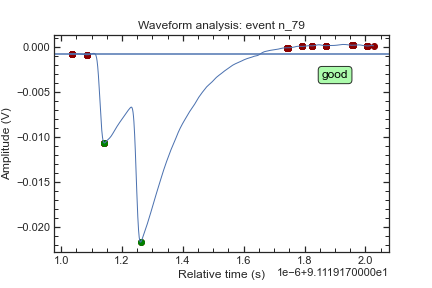 Waveform analysis: event n_79
0.000
−0.005
−0.010
−0.015
−0.020
Amplitude (V)
good
1.0
1.2
1.4
1.6
1.8
2.0
1e−6+9.1119170000e1
Relative time (s)